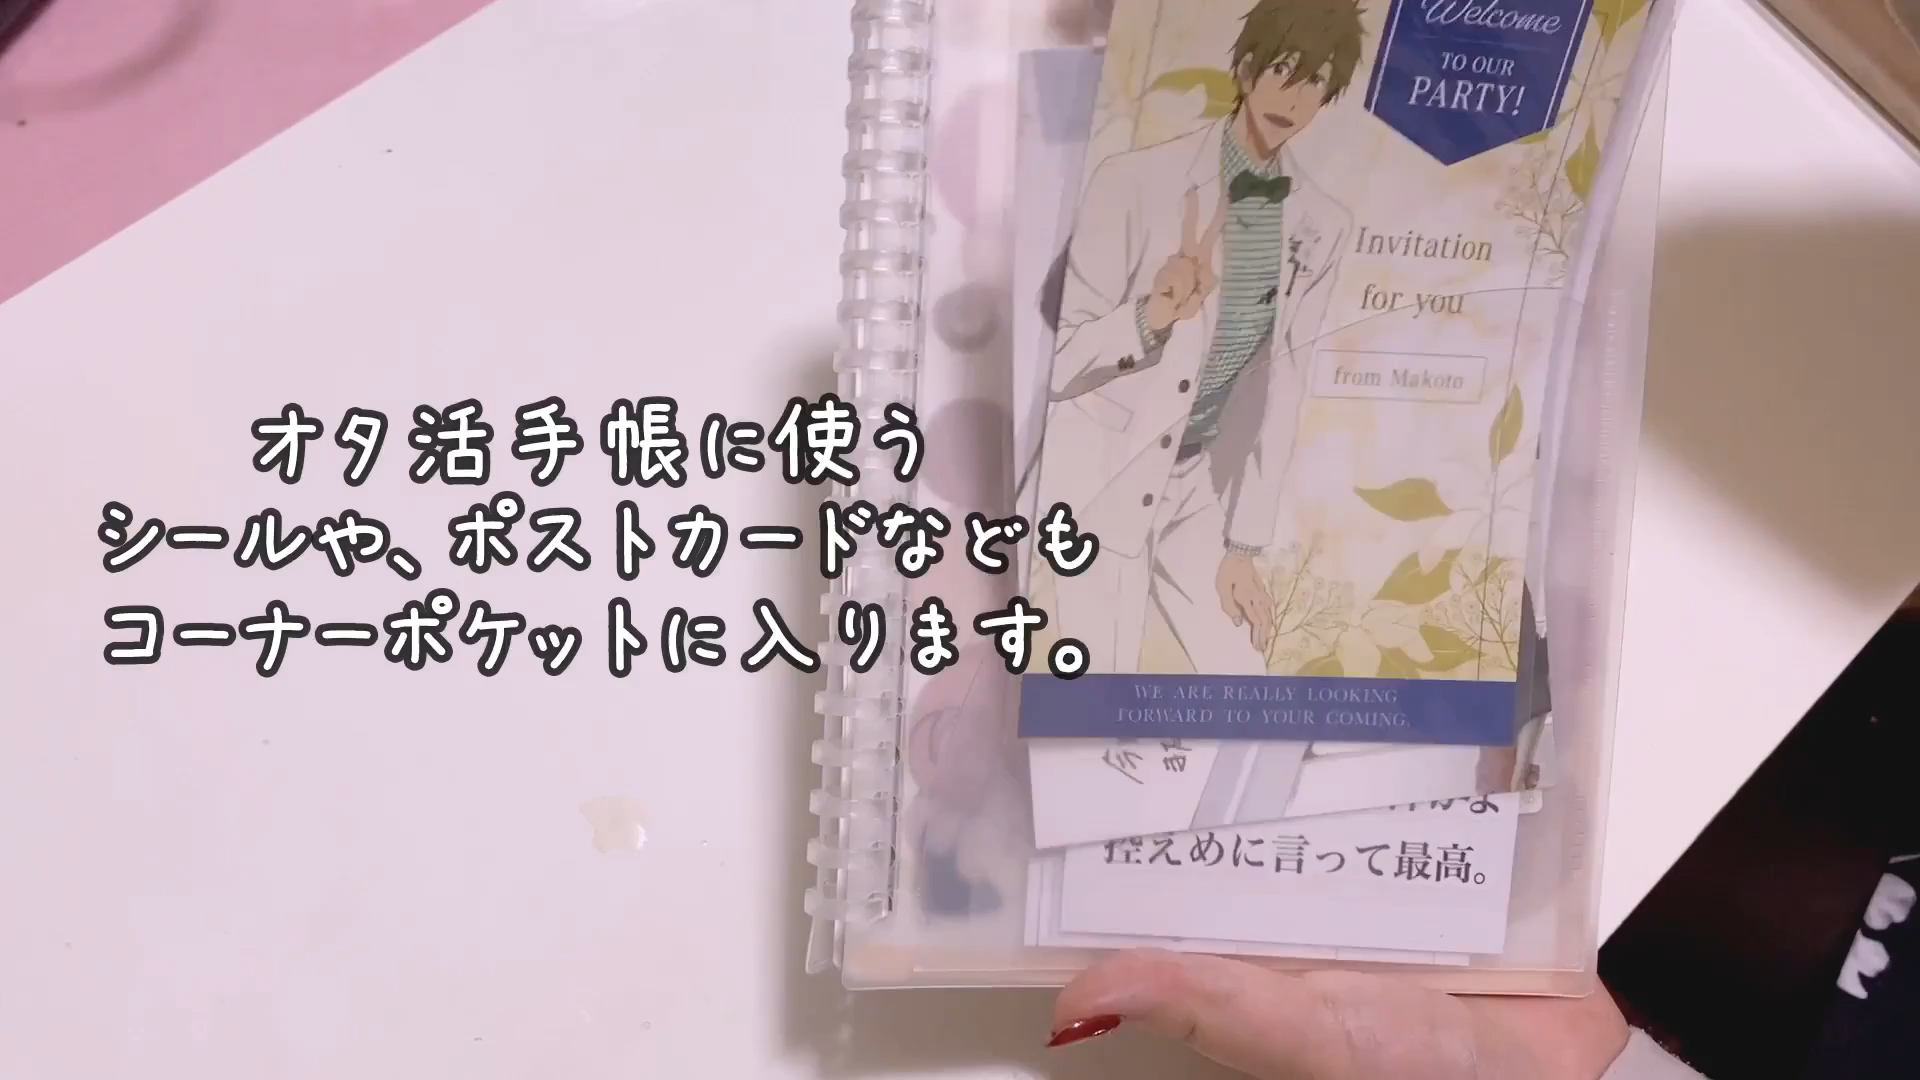 Welcome
TO OUR
PARTY!
Invitation
for you
from Makoto
オタ活手帳に使う
シールや、ポストカードなども
コーナーポケットに入ります。
WE ARE REALLY LOOKING
FORWARD TO YOUR COMING.
控えめに言って最高。